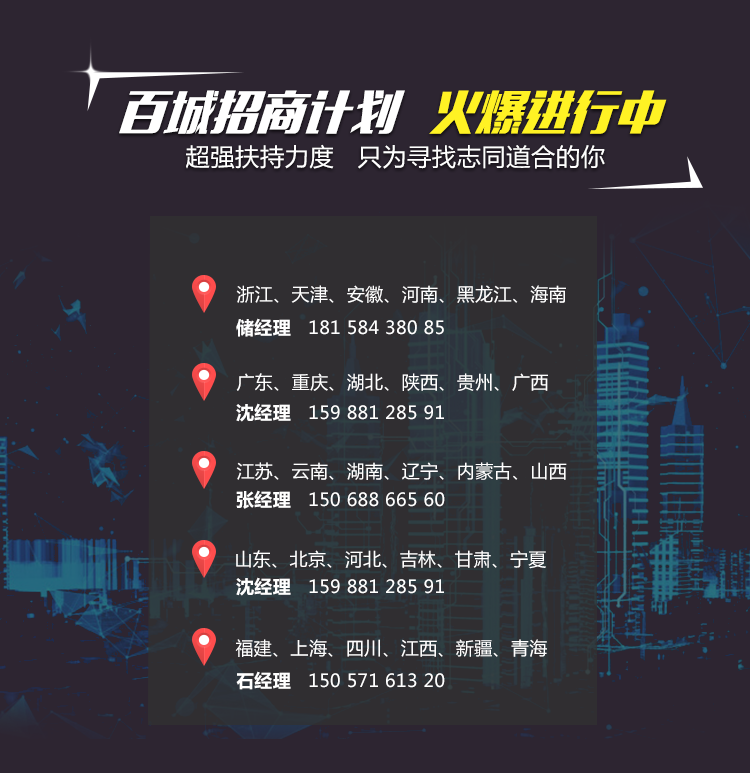 百城招商计划 火爆进行中
超强扶持力度 只为寻找志同道合的你
浙江、天津、安徽、河南、黑龙江、海南
储经理 181 584 380 85
广东、重庆、湖北、陕西、贵州、广西
沈经理 159 881 285 91
江苏、云南、湖南、辽宁、内蒙古、山西
张经理 150 688 665 60
山东、北京、河北、吉林、甘肃、宁夏
沈经理 159 881 285 91
福建、上海、四川、江西、新疆、青海
石经理 150 571 613 20